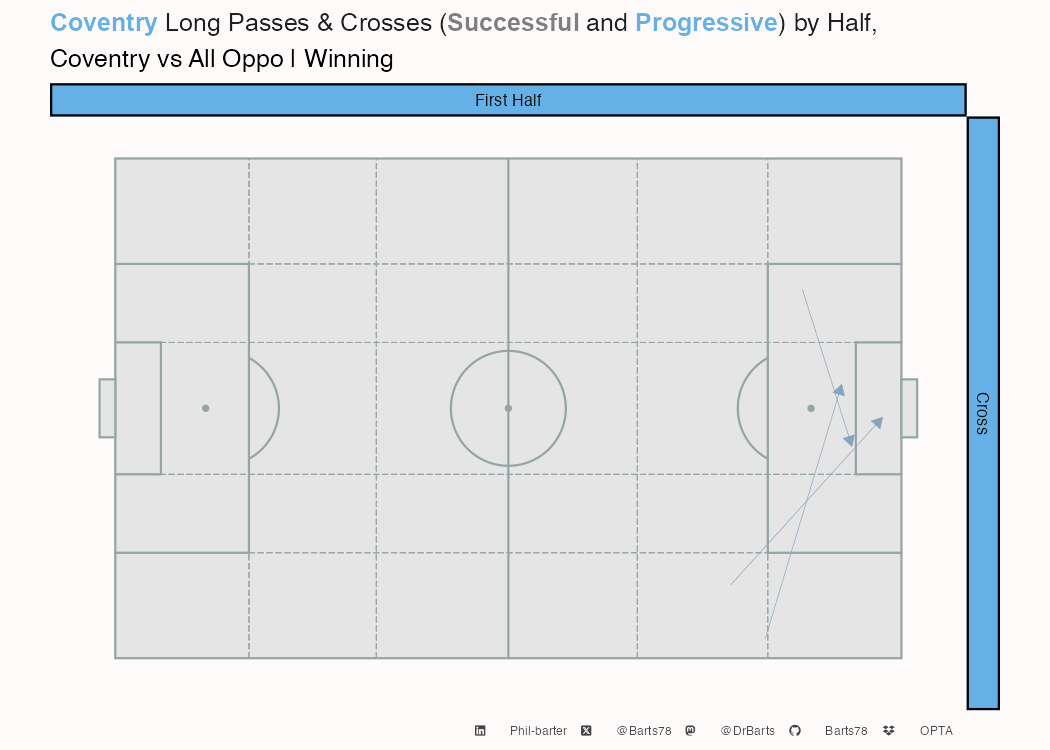 Coventry Long Passes & Crosses (Successful and Progressive) by Half,
Coventry vs All Oppo | Winning
First Half
Cross
Phil-barter @Barts78 @DrBarts Barts78 OPTA